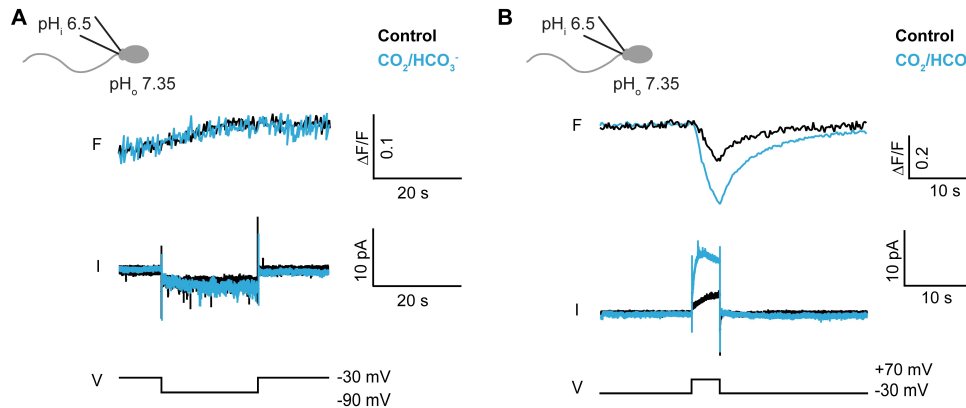 A
pHi 6.5
pHo 7.35
Control
CO2/HCO3-
F
ΔF/F
0.1
20 s
I
10 pA
20 s
V
-30 mV
-90 mV
B
pHi 6.5
pHo 7.35
Control
CO2/HCO
F
ΔF/F
0.2
10 s
I
10 pA
10 s
V
+70 mV
-30 mV